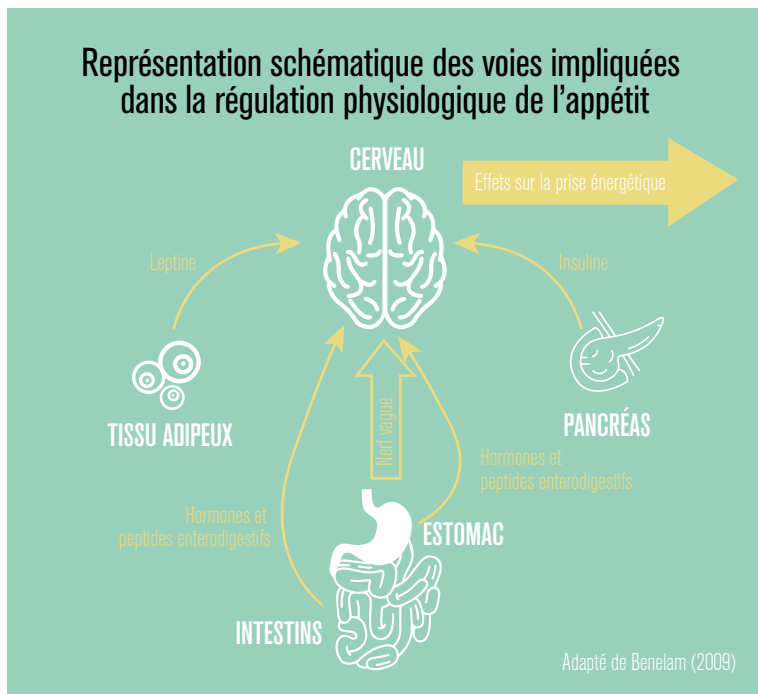 Représentation schématique des voies impliquées
dans la régulation physiologique de l'appétit
CERVEAU
Effets sur la prise énergétique
Leptine
Insuline
TISSU ADIPEUX
PANCRÉAS
Nerf vague
Hormones et
peptides enterodigestifs
Hormones et
peptides enterodigestifs
ESTOMAC
INTESTINS
Adapté de Benelam (2009)